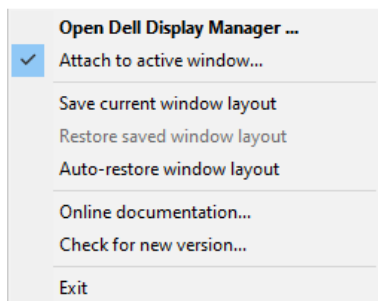 Open Dell Display Manager ...
Attach to active window...
Save current window layout
Restore saved window layout
Auto-restore window layout
Online documentation...
Check for new version...
Exit